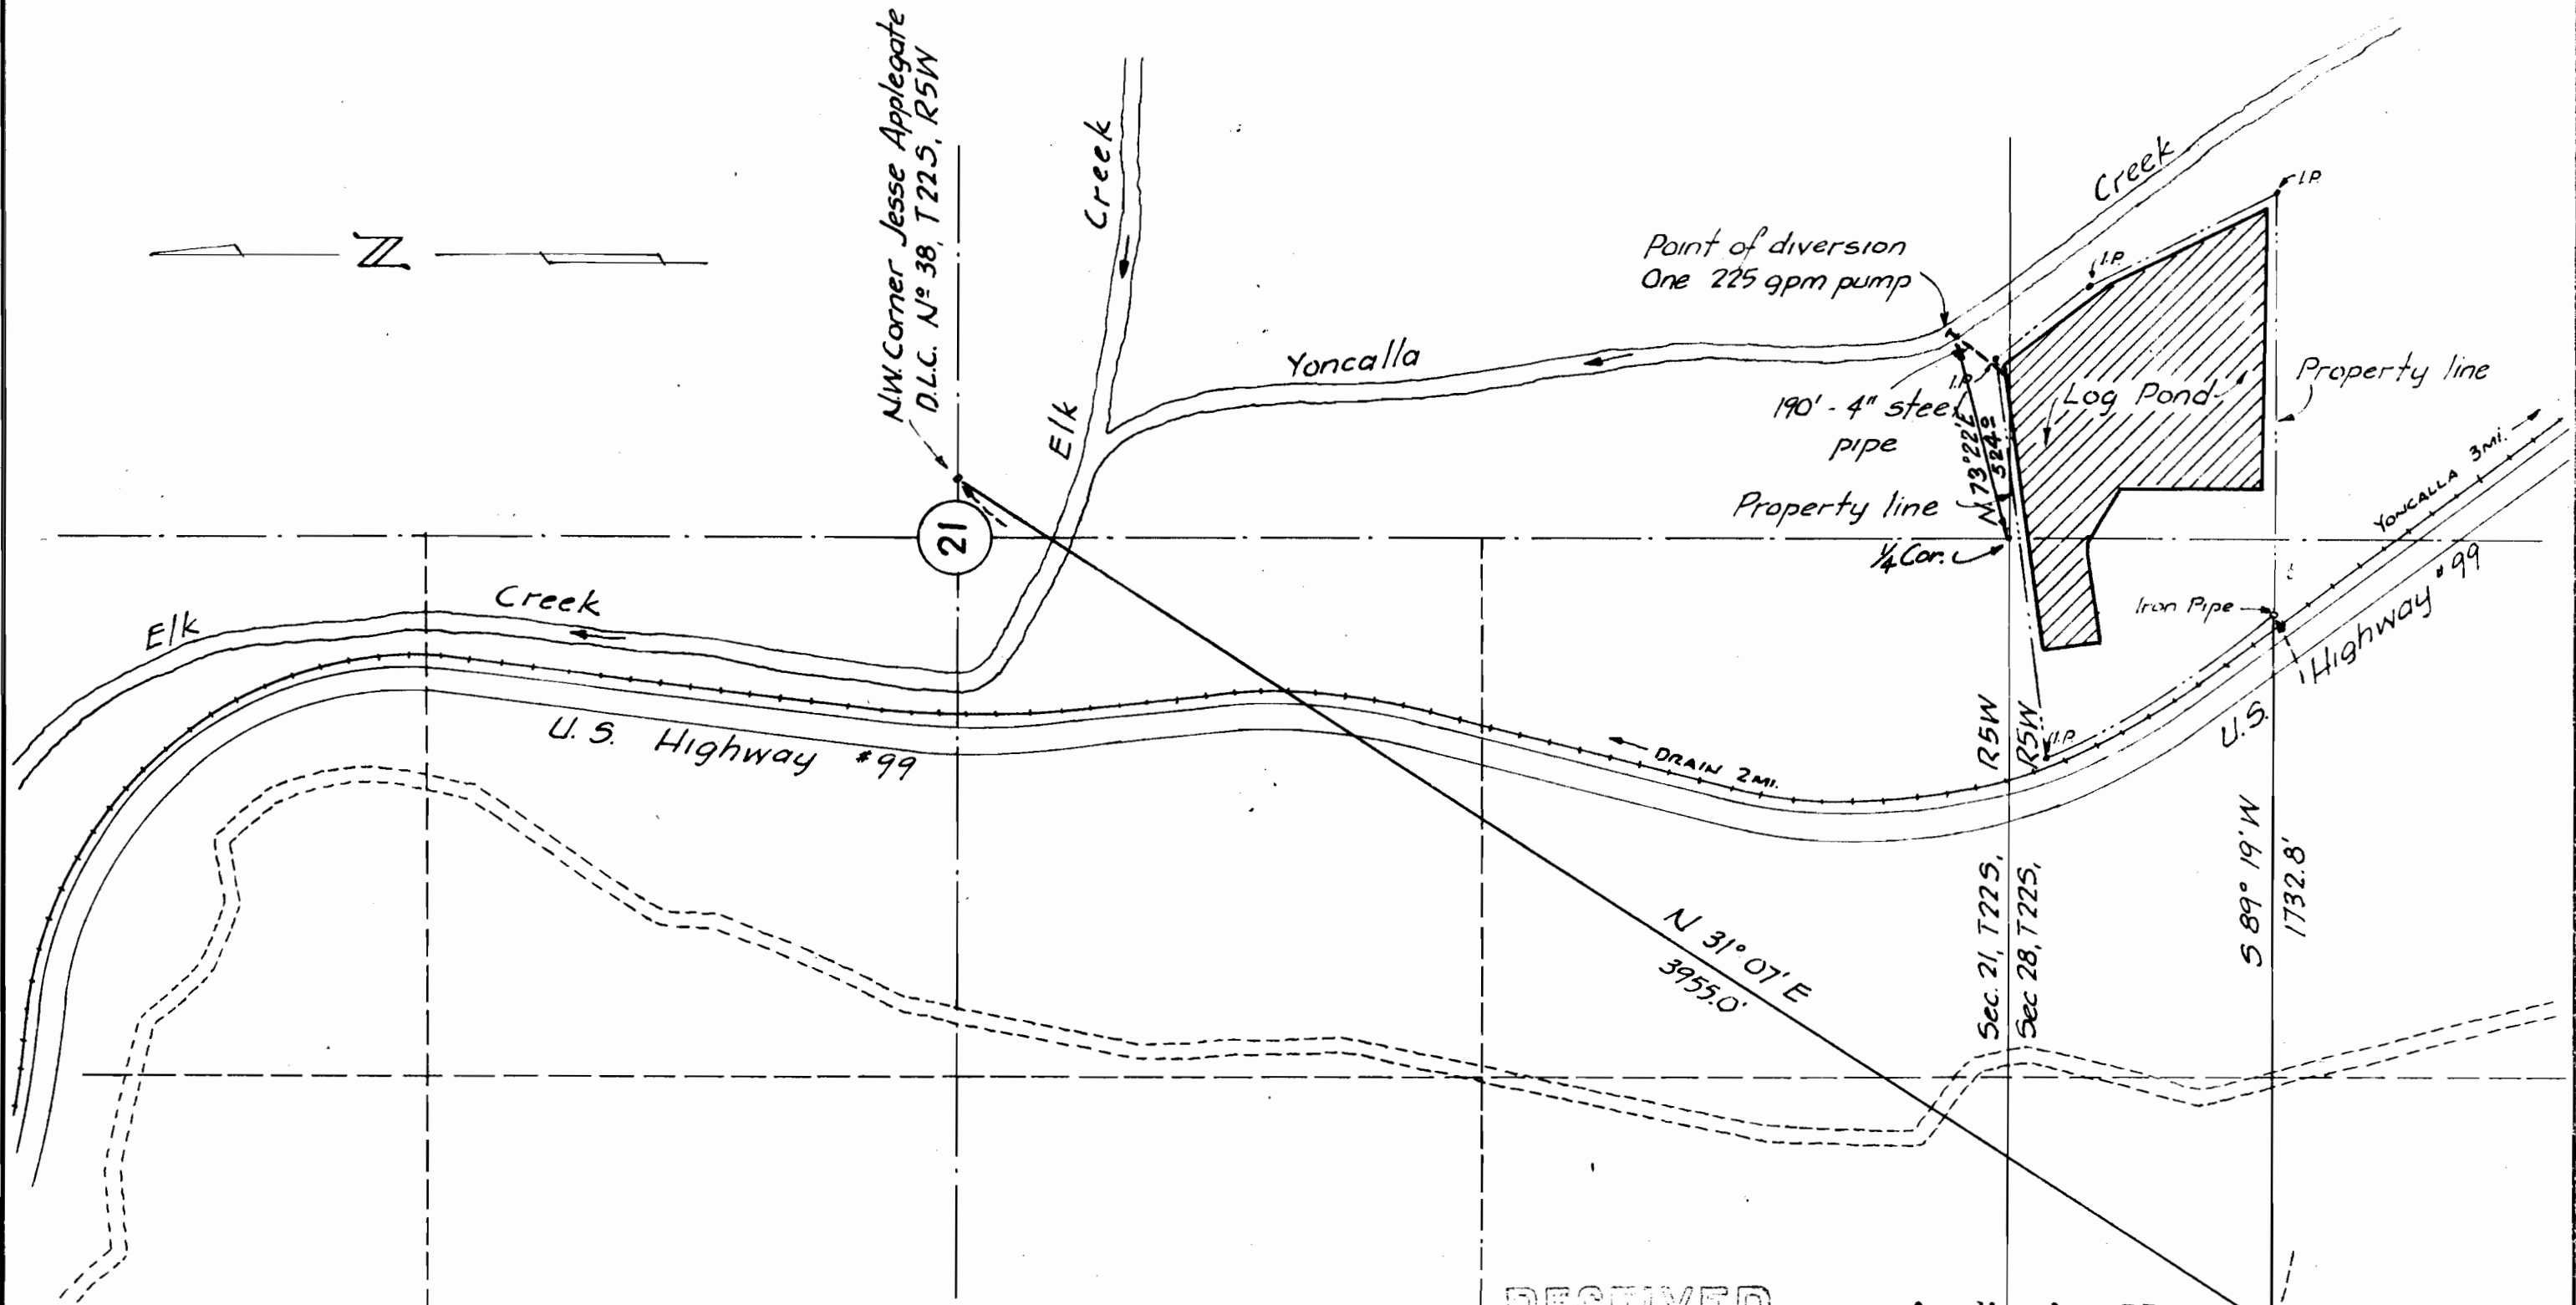 N.W. Corner Jesse Applegate
D.L.C. Nº 38, T22S, R5W
Z
Creek
Elk
Yoncalla
Creek
Point of diversion
One 225 gpm pump
I.P.
I.P.
I.P.
190' - 4" steel
pipe
N 73°22'E
524º
Log Pond
Property line
Property line
¼ Cor.
YONCALLA 3 MI.
21
Elk
Creek
Iron Pipe
U.S. Highway #99
U.S. Highway #99
DRAIN 2 MI.
I.P.
Sec. 21, T22S, R5W
Sec 28, T22S, R5W
S 89° 19' W
1732.8'
N 31° 07' E
3955.0'
RECEIVED